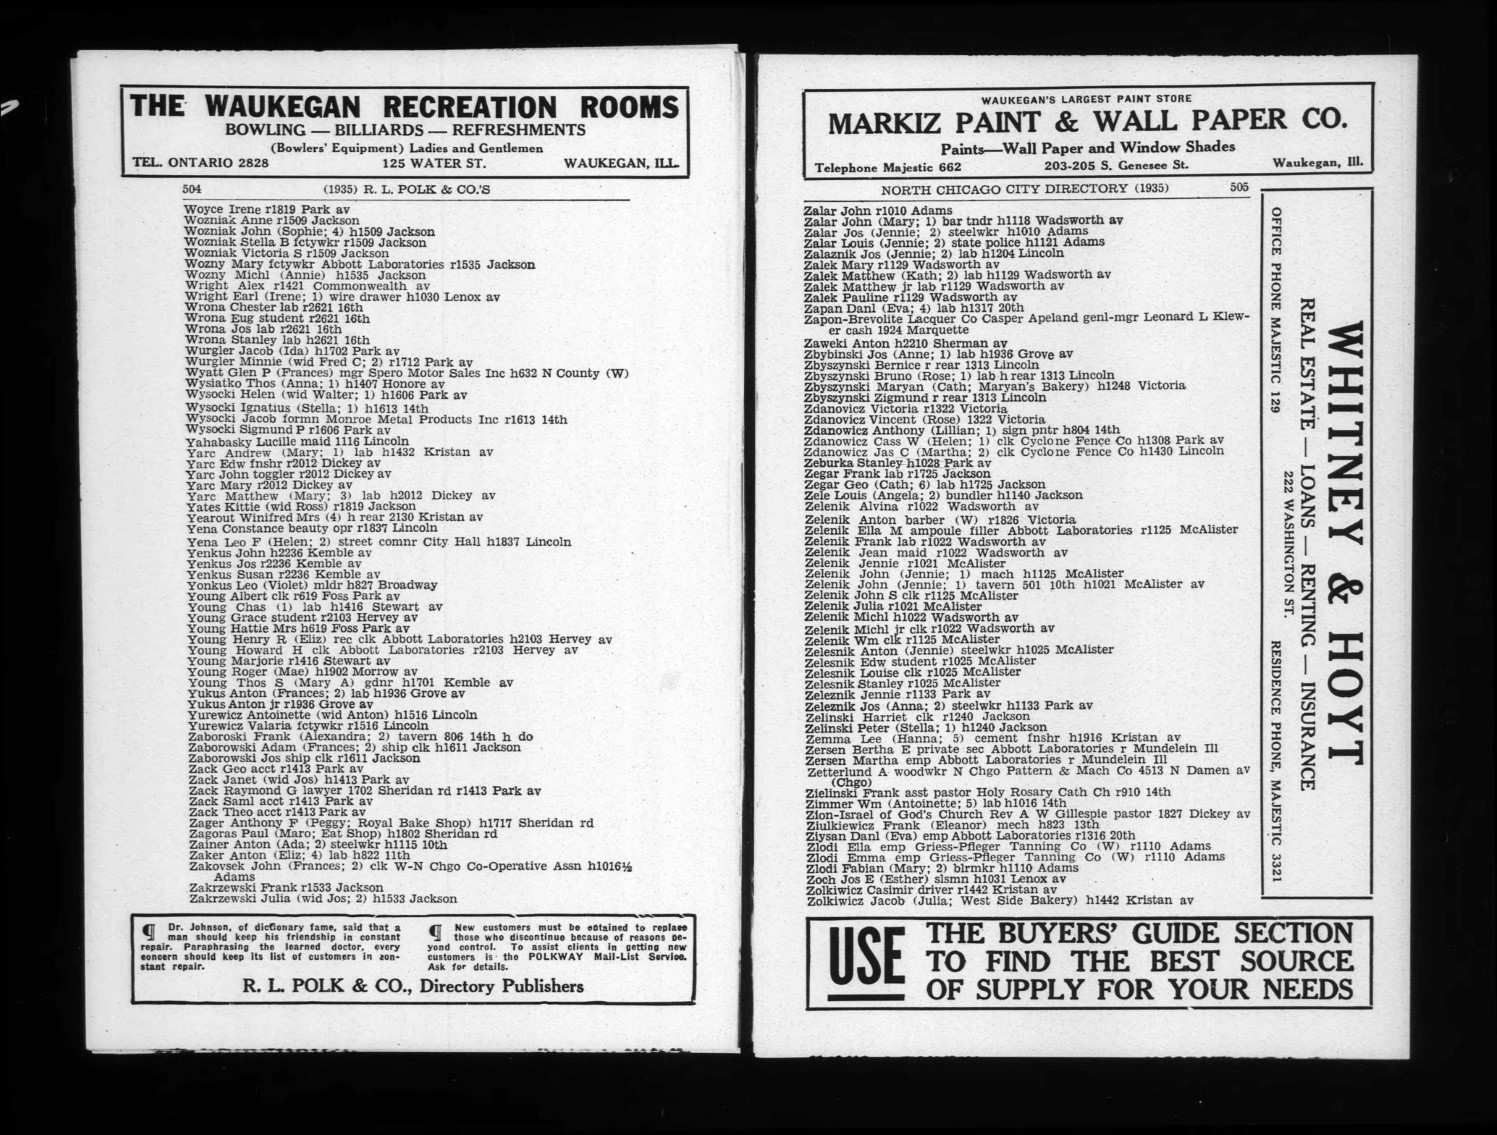 THE WAUKEGAN RECREATION ROOMS
BOWLING — BILLIARDS — REFRESHMENTS
(Bowlers' Equipment) Ladies and Gentlemen
TEL. ONTARIO 2828 125 WATER ST. WAUKEGAN, ILL.
504 (1935) R. L. POLK & CO.'S
Woyce Irene r1819 Park av
Wozniak Anne r1509 Jackson
Wozniak John (Sophie; 4) h1509 Jackson
Wozniak Stella B fctywkr r1509 Jackson
Wozniak Victoria S r1509 Jackson
Wozny Mary fctywkr Abbott Laboratories r1535 Jackson
Wozny Michl (Annie) h1535 Jackson
Wright Alex r1421 Commonwealth av
Wright Earl (Irene; 1) wire drawer h1030 Lenox av
Wrona Chester lab r2621 16th
Wrona Eug student r2621 16th
Wrona Jos lab r2621 16th
Wrona Stanley lab h2621 16th
Wurgler Jacob (Ida) h1702 Park av
Wurgler Minnie (wid Fred C; 2) r1712 Park av
Wyatt Glen P (Frances) mgr Spero Motor Sales Inc h632 N County (W)
Wysiatko Thos (Anna; 1) h1407 Honore av
Wysocki Helen (wid Walter; 1) h1606 Park av
Wysocki Ignatius (Stella; 1) h1613 14th
Wysocki Jacob formn Monroe Metal Products Inc r1613 14th
Wysocki Sigmund P r1606 Park av
Yahabasky Lucille maid 1116 Lincoln
Yarc Andrew (Mary; 1) lab h1432 Kristan av
Yarc Edw fnshr r2012 Dickey av
Yarc John toggler r2012 Dickey av
Yarc Mary r2012 Dickey av
Yarc Matthew (Mary; 3) lab h2012 Dickey av
Yates Kittie (wid Ross) r1819 Jackson
Yearout Winifred Mrs (4) h rear 2130 Kristan av
Yena Constance beauty opr r1837 Lincoln
Yena Leo F (Helen; 2) street comnr City Hall h1837 Lincoln
Yenkus John h2236 Kemble av
Yenkus Jos r2236 Kemble av
Yenkus Susan r2236 Kemble av
Yonkus Leo (Violet) mldr h827 Broadway
Young Albert clk r619 Foss Park av
Young Chas (1) lab h1416 Stewart av
Young Grace student r2103 Hervey av
Young Hattie Mrs h619 Foss Park av
Young Henry R (Eliz) rec clk Abbott Laboratories h2103 Hervey av
Young Howard H clk Abbott Laboratories r2103 Hervey av
Young Marjorie r1416 Stewart av
Young Roger (Mae) h1902 Morrow av
Young Thos S (Mary A) gdnr h1701 Kemble av
Yukus Anton (Frances; 2) lab h1936 Grove av
Yukus Anton jr r1936 Grove av
Yurewicz Antoinette (wid Anton) h1516 Lincoln
Yurewicz Valaria fctywkr r1516 Lincoln
Zaboroski Frank (Alexandra; 2) tavern 806 14th h do
Zaborowski Adam (Frances; 2) ship clk h1611 Jackson
Zaborowski Jos ship clk r1611 Jackson
Zack Geo acct r1413 Park av
Zack Janet (wid Jos) h1413 Park av
Zack Raymond G lawyer 1702 Sheridan rd r1413 Park av
Zack Saml acct r1413 Park av
Zack Theo acct r1413 Park av
Zager Anthony F (Peggy; Royal Bake Shop) h1717 Sheridan rd
Zagoras Paul (Maro; Eat Shop) h1802 Sheridan rd
Zainer Anton (Ada; 2) steelwkr h1115 10th
Zaker Anton (Eliz; 4) lab h822 11th
Zakovsek John (Frances; 2) clk W-N Chgo Co-Operative Assn h1016½
Adams
Zakrzewski Frank r1533 Jackson
Zakrzewski Julia (wid Jos; 2) h1533 Jackson
¶ Dr. Johnson, of dictionary fame, said that a
man should keep his friendship in constant
repair. Paraphrasing the learned doctor, every
concern should keep its list of customers in con-
stant repair.
¶ New customers must be obtained to replace
those who discontinue because of reasons be-
yond control. To assist clients in getting new
customers is the POLKWAY Mail-List Service.
Ask for details.
R. L. POLK & CO., Directory Publishers
WAUKEGAN'S LARGEST PAINT STORE
MARKIZ PAINT & WALL PAPER CO.
Paints—Wall Paper and Window Shades
Telephone Majestic 662 203-205 S. Genesee St. Waukegan, Ill.
NORTH CHICAGO CITY DIRECTORY (1935) 505
Zalar John r1010 Adams
Zalar John (Mary; 1) bar tndr h1118 Wadsworth av
Zalar Jos (Jennie; 2) steelwkr h1010 Adams
Zalar Louis (Jennie; 2) state police h1121 Adams
Zalaznik Jos (Jennie; 2) lab h1204 Lincoln
Zalek Mary r1129 Wadsworth av
Zalek Matthew (Kath; 2) lab h1129 Wadsworth av
Zalek Matthew jr lab r1129 Wadsworth av
Zalek Pauline r1129 Wadsworth av
Zapan Danl (Eva; 4) lab h1317 20th
Zapon-Brevolite Lacquer Co Casper Apeland genl-mgr Leonard L Klew-
er cash 1924 Marquette
Zaweki Anton h2210 Sherman av
Zbybinski Jos (Anne; 1) lab h1936 Grove av
Zbyszynski Bernice r rear 1313 Lincoln
Zbyszynski Bruno (Rose; 1) lab h rear 1313 Lincoln
Zbyszynski Maryan (Cath; Maryan's Bakery) h1248 Victoria
Zbyszynski Zigmund r rear 1313 Lincoln
Zdanovicz Victoria r1322 Victoria
Zdanovicz Vincent (Rose) 1322 Victoria
Zdanowicz Anthony (Lillian; 1) sign pntr h804 14th
Zdanowicz Cass W (Helen; 1) clk Cyclone Fence Co h1308 Park av
Zdanowicz Jas C (Martha; 2) clk Cyclone Fence Co h1430 Lincoln
Zeburka Stanley h1028 Park av
Zegar Frank lab r1725 Jackson
Zegar Geo (Cath; 6) lab h1725 Jackson
Zele Louis (Angela; 2) bundler h1140 Jackson
Zelenik Alvina r1022 Wadsworth av
Zelenik Anton barber (W) r1826 Victoria
Zelenik Ella M ampoule filler Abbott Laboratories r1125 McAlister
Zelenik Frank lab r1022 Wadsworth av
Zelenik Jean maid r1022 Wadsworth av
Zelenik Jennie r1021 McAlister
Zelenik John (Jennie; 1) mach h1125 McAlister
Zelenik John (Jennie; 1) tavern 501 10th h1021 McAlister av
Zelenik John S clk r1125 McAlister
Zelenik Julia r1021 McAlister
Zelenik Michl h1022 Wadsworth av
Zelenik Michl jr clk r1022 Wadsworth av
Zelenik Wm clk r1125 McAlister
Zelesnik Anton (Jennie) steelwkr h1025 McAlister
Zelesnik Edw student r1025 McAlister
Zelesnik Louise clk r1025 McAlister
Zelesnik Stanley r1025 McAlister
Zeleznik Jennie r1133 Park av
Zeleznik Jos (Anna; 2) steelwkr h1133 Park av
Zelinski Harriet clk r1240 Jackson
Zelinski Peter (Stella; 1) h1240 Jackson
Zemma Lee (Hanna; 5) cement fnshr h1916 Kristan av
Zersen Bertha E private sec Abbott Laboratories r Mundelein Ill
Zersen Martha emp Abbott Laboratories r Mundelein Ill
Zetterlund A woodwkr N Chgo Pattern & Mach Co 4513 N Damen av
(Chgo)
Zielinski Frank asst pastor Holy Rosary Cath Ch r910 14th
Zimmer Wm (Antoinette; 5) lab h1016 14th
Zion-Israel of God's Church Rev A W Gillespie pastor 1827 Dickey av
Ziulkiewicz Frank (Eleanor) mech h823 13th
Ziysan Danl (Eva) emp Abbott Laboratories r1316 20th
Zlodi Ella emp Griess-Pfleger Tanning Co (W) r1110 Adams
Zlodi Emma emp Griess-Pfleger Tanning Co (W) r1110 Adams
Zlodi Fabian (Mary; 2) blrmkr h1110 Adams
Zoch Jos E (Esther) slsmn h1031 Lenox av
Zolkiwicz Casimir driver r1442 Kristan av
Zolkiwicz Jacob (Julia; West Side Bakery) h1442 Kristan av
WHITNEY & HOYT
REAL ESTATE — LOANS — RENTING — INSURANCE
222 WASHINGTON ST.
OFFICE PHONE MAJESTIC 129 RESIDENCE PHONE, MAJESTIC 3321
USE THE BUYERS' GUIDE SECTION
TO FIND THE BEST SOURCE
OF SUPPLY FOR YOUR NEEDS